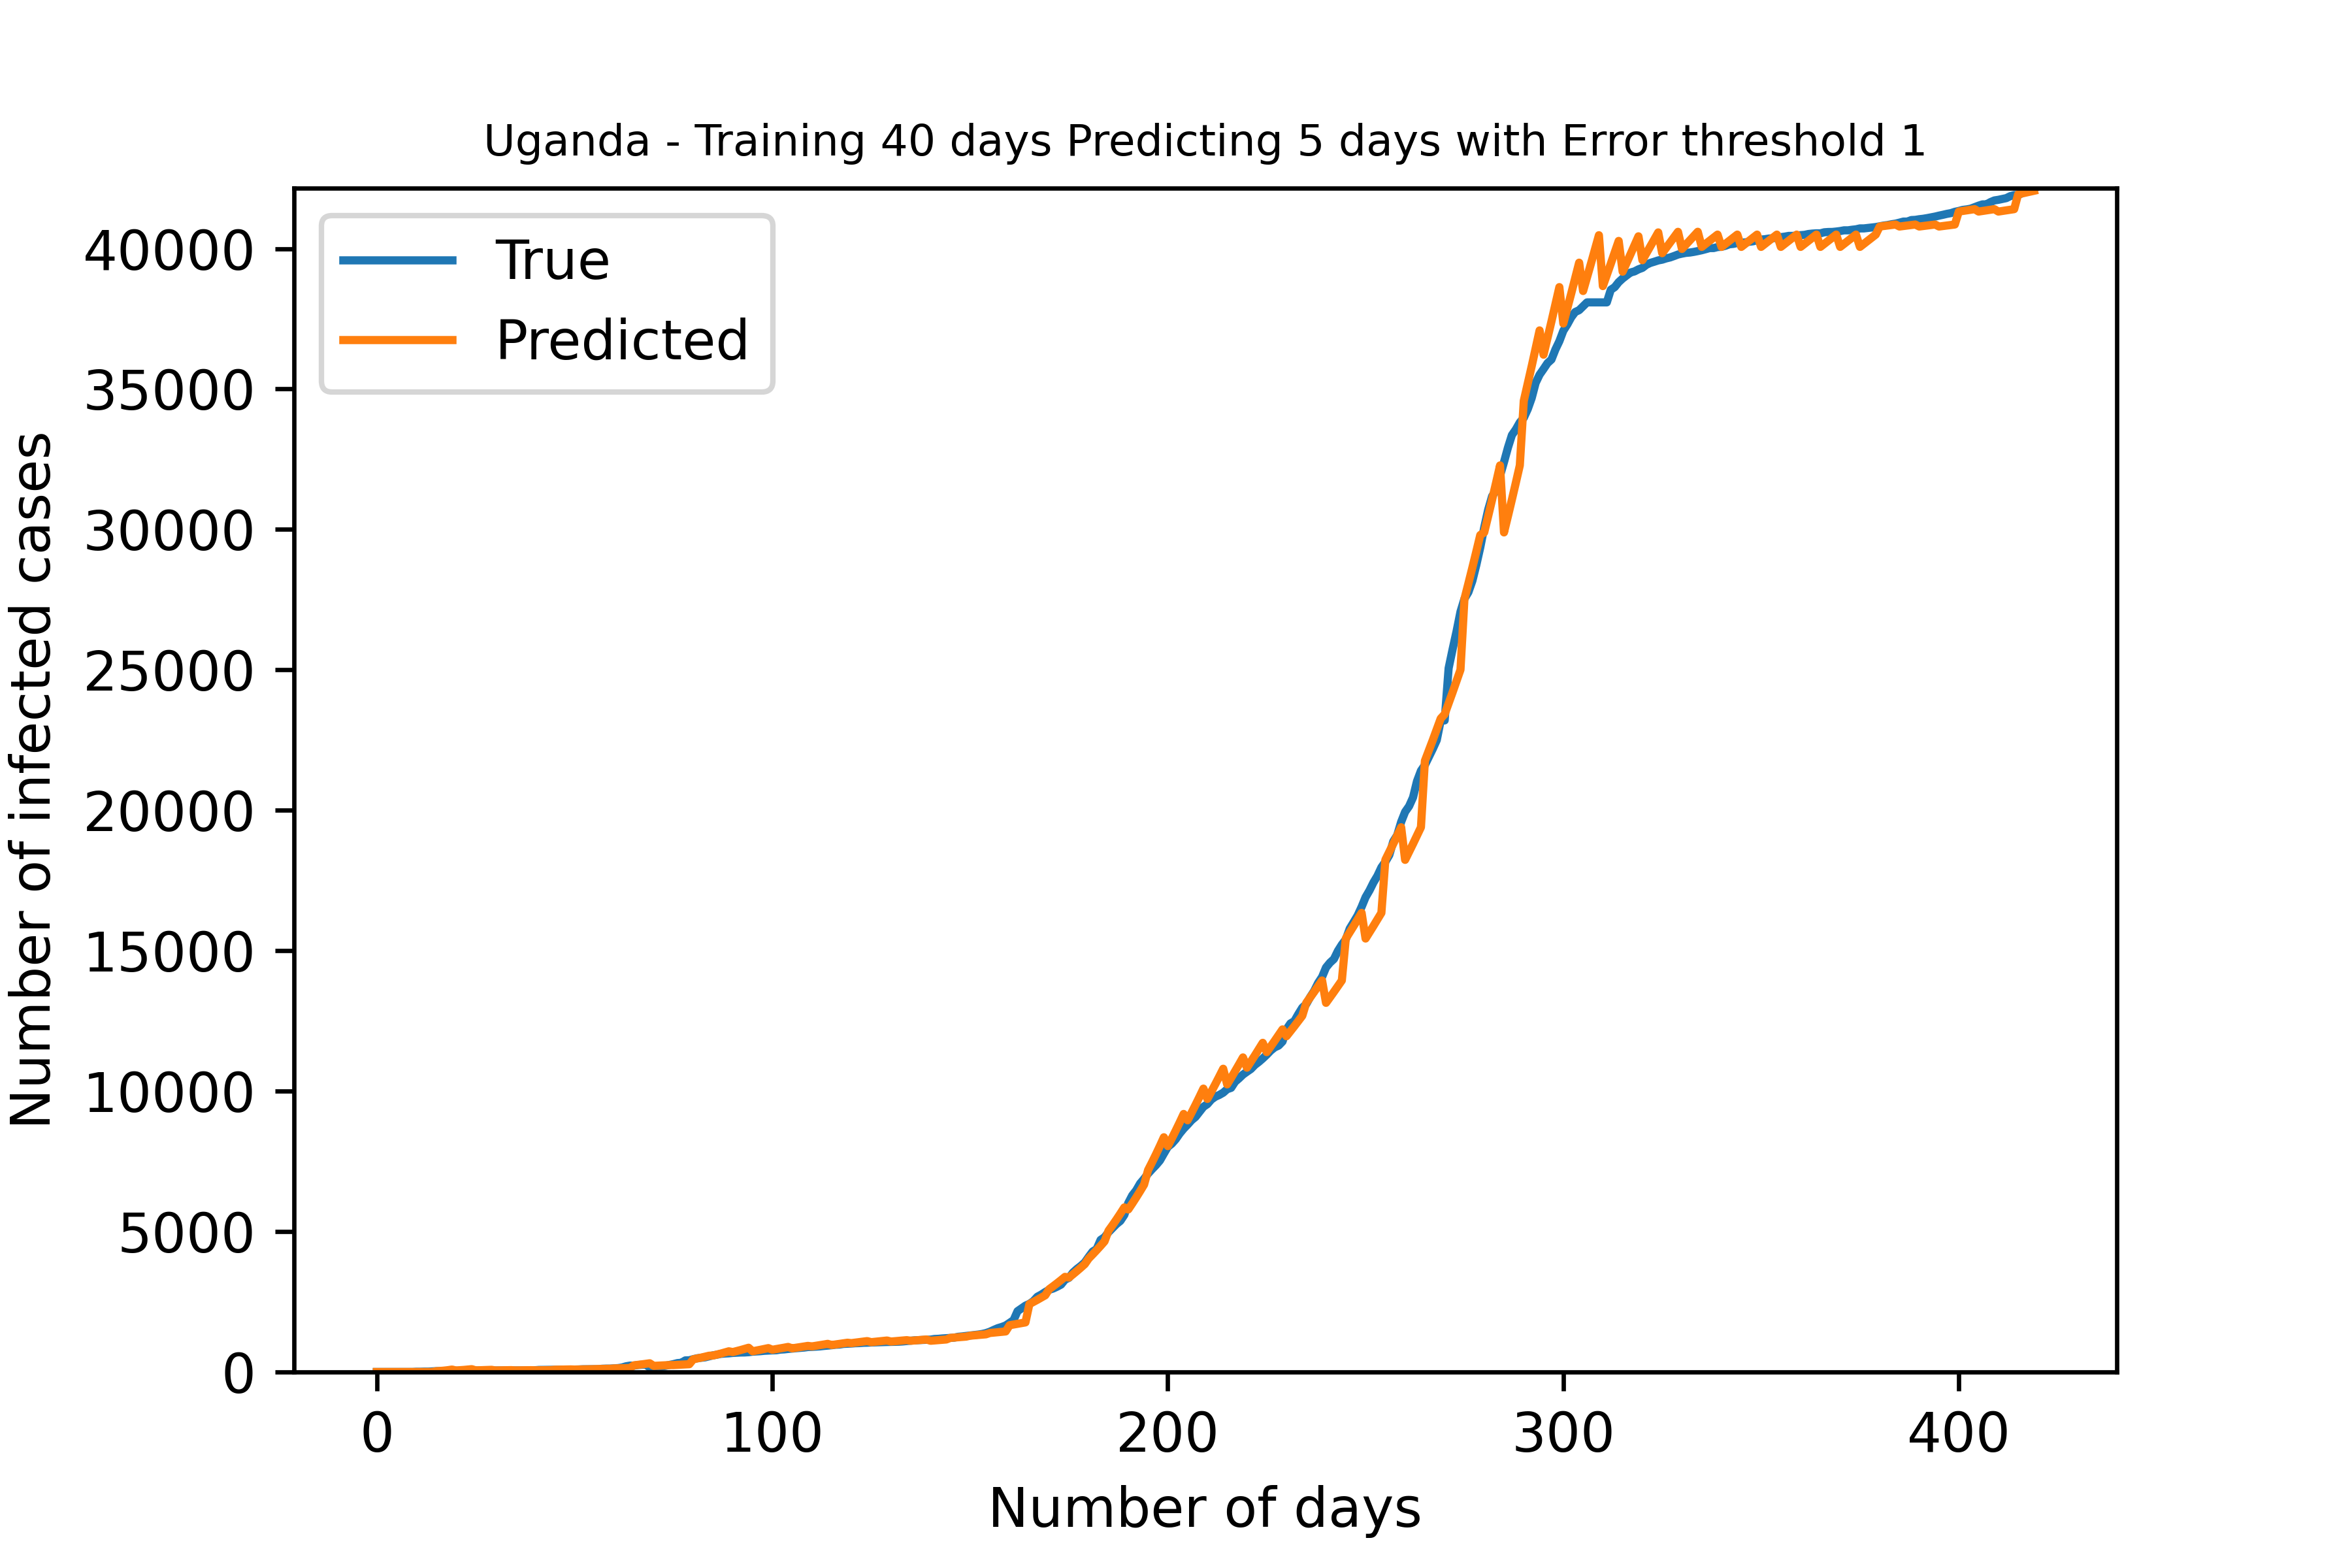 Uganda - Training 40 days Predicting 5 days with Error threshold 1
True
Predicted
40000
35000
30000
25000
20000
15000
10000
5000
0
Number of infected cases
0 100 200 300 400
Number of days